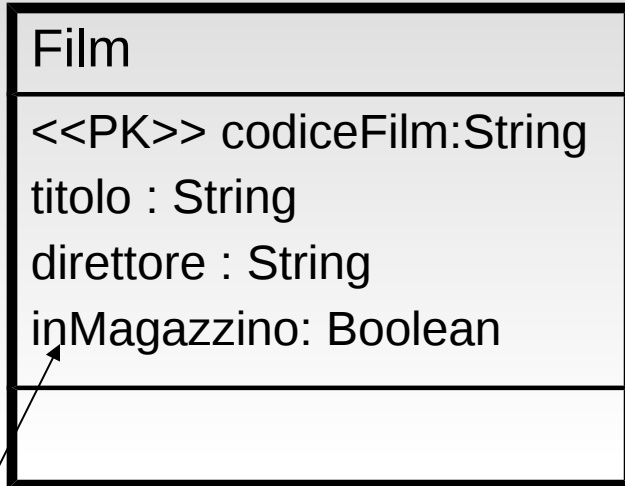 Film
<<PK>> codiceFilm:String
titolo : String
direttore : String
inMagazzino: Boolean